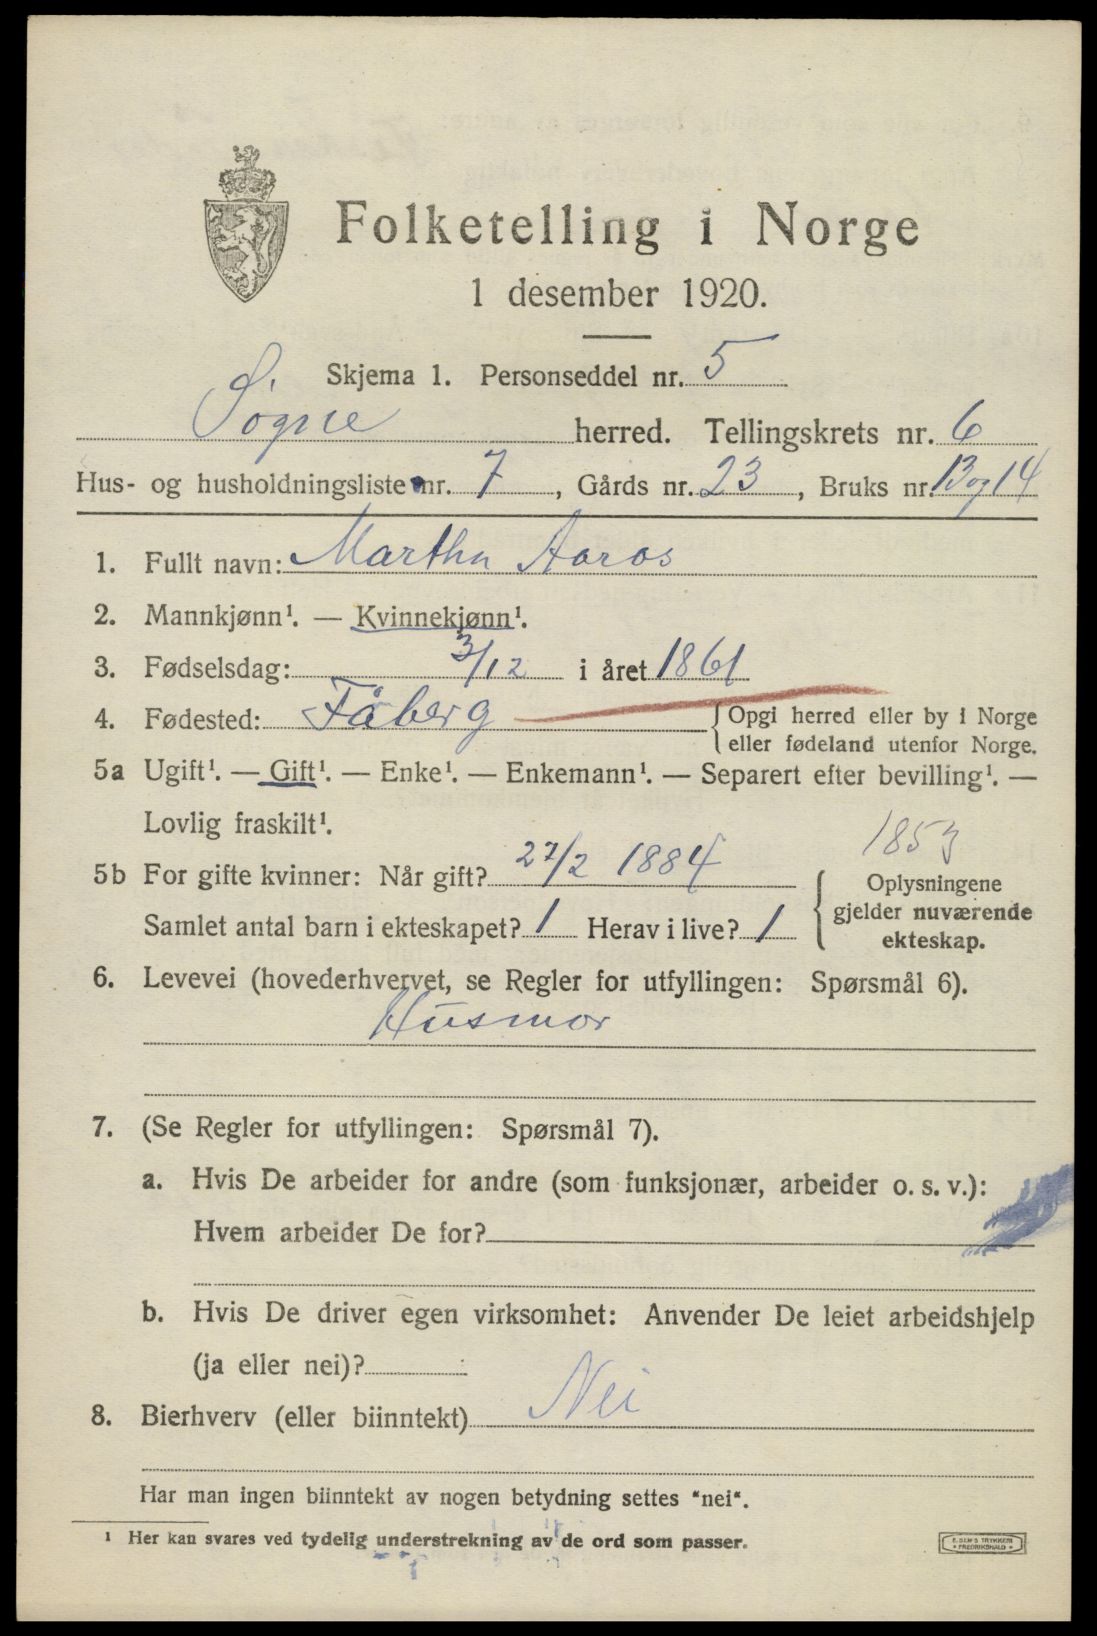 Folketelling i Norge
1 desember 1920.
Skjema 1. Personseddel nr. 5
Søgne herred. Tellingskrets nr. 6
Hus- og husholdningsliste nr. 7, Gårds nr. 23, Bruks nr. 13 og 14
1. Fullt navn: Martha Aaros
2. Mannkjønn¹. — Kvinnekjønn¹.
3. Fødselsdag: 3/12 i året 1861
4. Fødested: Fåberg {Opgi herred eller by i Norge
eller fødeland utenfor Norge.
5a Ugift¹. — Gift¹. — Enke¹. — Enkemann¹. — Separert efter bevilling¹. —
Lovlig fraskilt¹.
1853
5b For gifte kvinner: Når gift? 27/2 1884
Samlet antal barn i ekteskapet? 1 Herav i live? 1
{Oplysningene
gjelder nuværende
ekteskap.
6. Levevei (hovederhvervet, se Regler for utfyllingen: Spørsmål 6).
Husmor
7. (Se Regler for utfyllingen: Spørsmål 7).
a. Hvis De arbeider for andre (som funksjonær, arbeider o. s. v.):
Hvem arbeider De for?
b. Hvis De driver egen virksomhet: Anvender De leiet arbeidshjelp
(ja eller nei)?
8. Bierhverv (eller biinntekt) Nei
Har man ingen biinntekt av nogen betydning settes "nei".
¹ Her kan svares ved tydelig understrekning av de ord som passer.
E. SEM'S TRYKKERI
• FREDRIKSHALD •